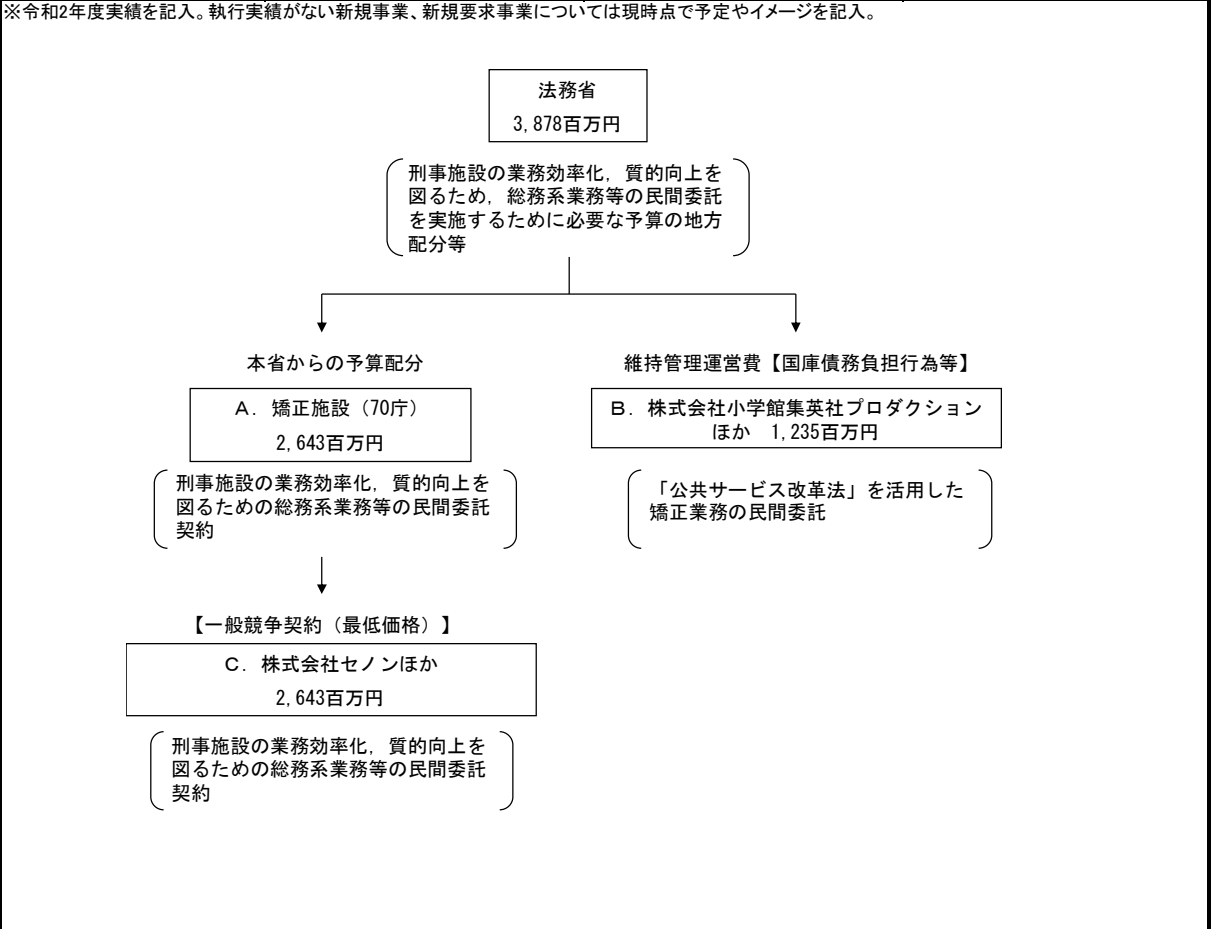 ※令和2年度実績を記入。執行実績がない新規事業、新規要求事業については現時点で予定やイメージを記入。
法務省
3,878百万円
刑事施設の業務効率化，質的向上を
図るため，総務系業務等の民間委託
を実施するために必要な予算の地方
配分等
本省からの予算配分
A．矯正施設（70庁）
2,643百万円
刑事施設の業務効率化，質的向上を
図るための総務系業務等の民間委託
契約
維持管理運営費【国庫債務負担行為等】
B．株式会社小学館集英社プロダクション
ほか　1,235百万円
「公共サービス改革法」を活用した
矯正業務の民間委託
【一般競争契約（最低価格）】
C．株式会社セノンほか
2,643百万円
刑事施設の業務効率化，質的向上を
図るための総務系業務等の民間委託
契約